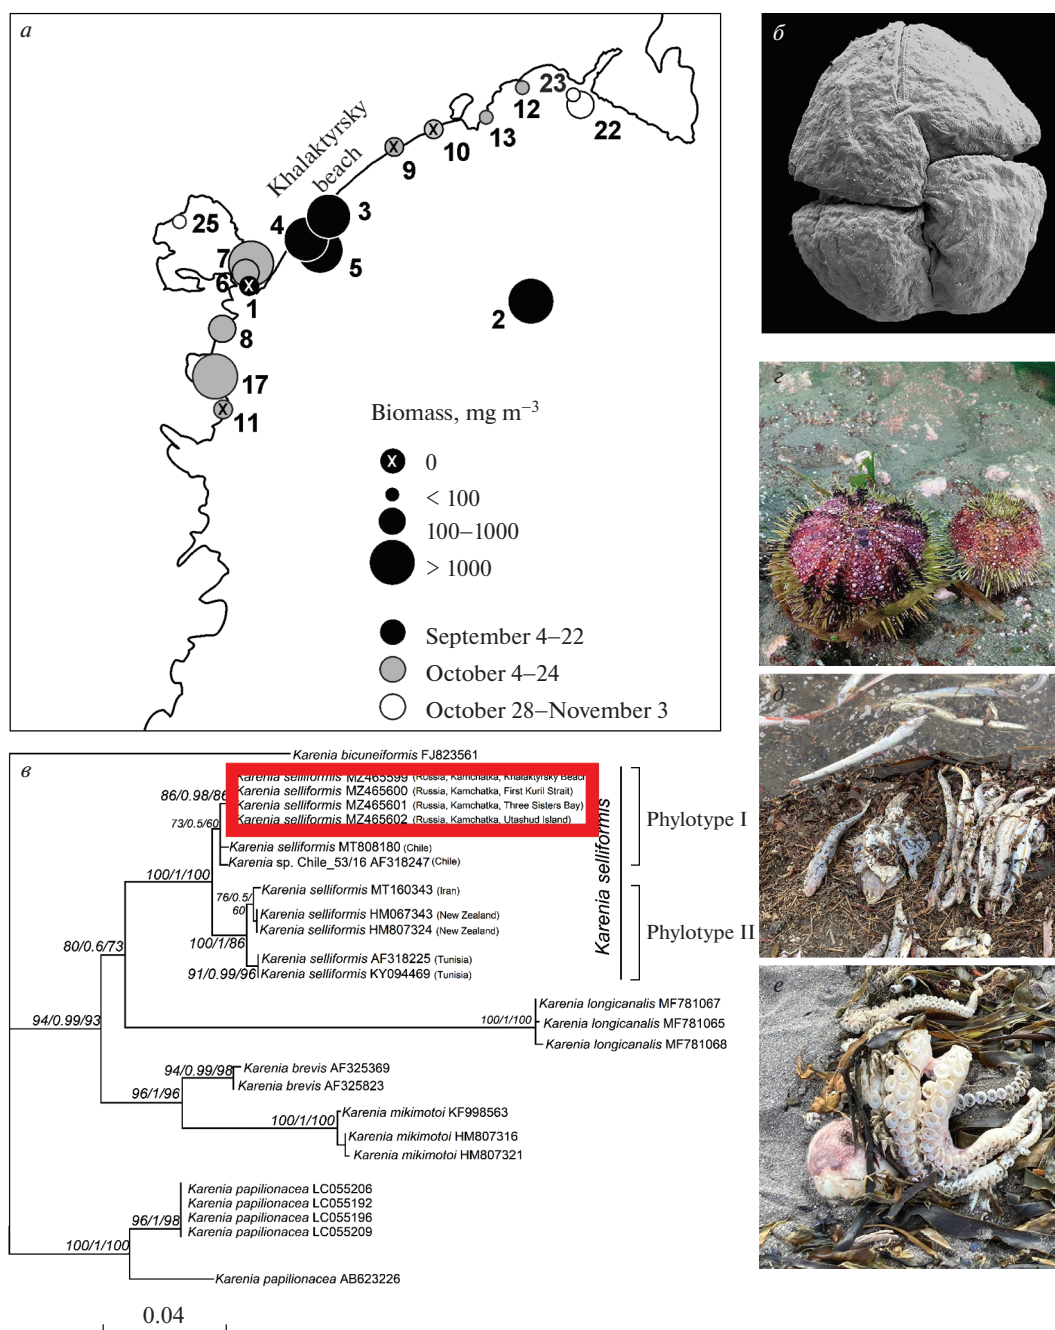 а
Khalaktyrsky
beach
23
12
22
13
10
9
3
4
5
25
7
6
1
2
8
17
11
Biomass, mg m⁻³
X 0
< 100
100–1000
> 1000
September 4–22
October 4–24
October 28–November 3
б
г
д
е
в
Karenia bicuneiformis FJ823561
Karenia selliformis MZ465599 (Russia, Kamchatka, Khalaktyrsky Beach
Karenia selliformis MZ465600 (Russia, Kamchatka, First Kuril Strait)
Karenia selliformis MZ465601 (Russia, Kamchatka, Three Sisters Bay)
Karenia selliformis MZ465602 (Russia, Kamchatka, Utashud Island)
86/0.98/86
73/0.5/60
Karenia selliformis MT808180 (Chile)
Karenia sp. Chile_53/16 AF318247 (Chile)
100/1/100
Karenia selliformis MT160343 (Iran)
76/0.5/
60
Karenia selliformis HM067343 (New Zealand)
Karenia selliformis HM807324 (New Zealand)
100/1/86
Karenia selliformis AF318225 (Tunisia)
91/0.99/96
Karenia selliformis KY094469 (Tunisia)
Karenia selliformis
Phylotype I
Phylotype II
80/0.6/73
Karenia longicanalis MF781067
100/1/100
Karenia longicanalis MF781065
Karenia longicanalis MF781068
94/0.99/93
94/0.99/98
Karenia brevis AF325369
Karenia brevis AF325823
96/1/96
100/1/100
Karenia mikimotoi KF998563
Karenia mikimotoi HM807316
Karenia mikimotoi HM807321
Karenia papilionacea LC055206
Karenia papilionacea LC055192
Karenia papilionacea LC055196
Karenia papilionacea LC055209
96/1/98
100/1/100
Karenia papilionacea AB623226
0.04